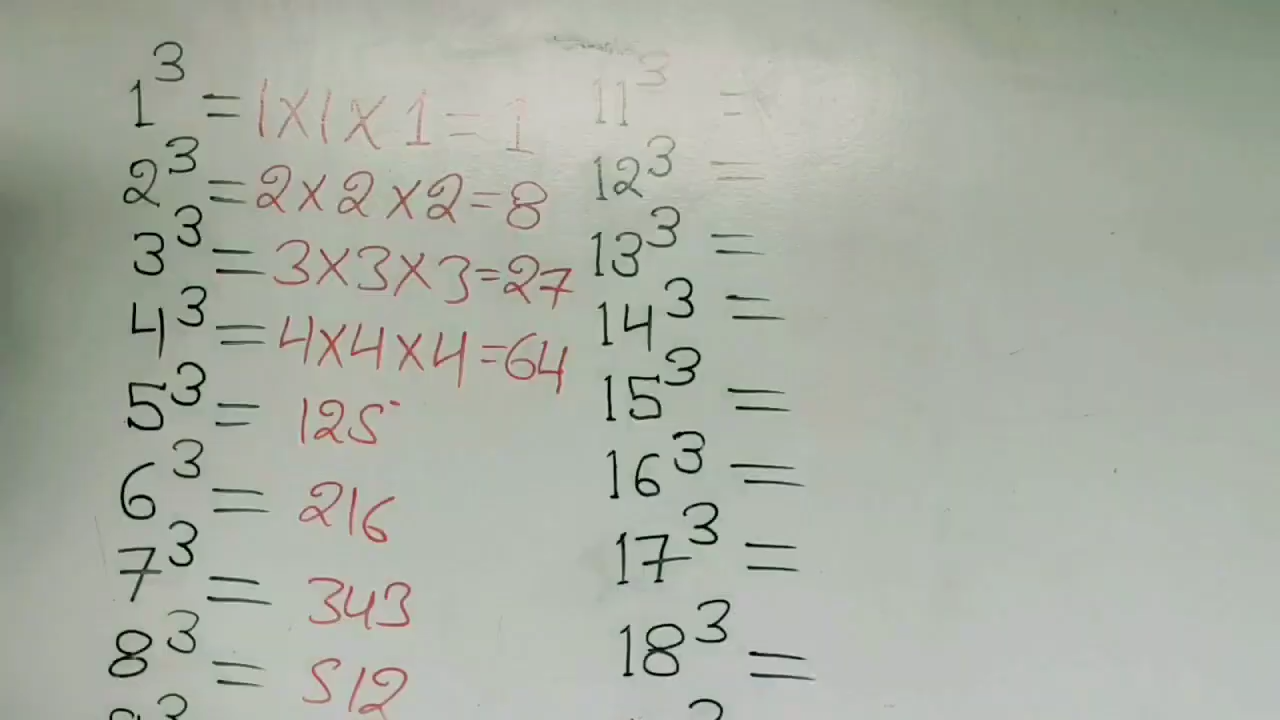 1³ = 1×1×1 = 1
2³ = 2×2×2 = 8
3³ = 3×3×3 = 27
4³ = 4×4×4 = 64
5³ = 125
6³ = 216
7³ = 343
8³ = 512
11³ =
12³ =
13³ =
14³ =
15³ =
16³ =
17³ =
18³ =